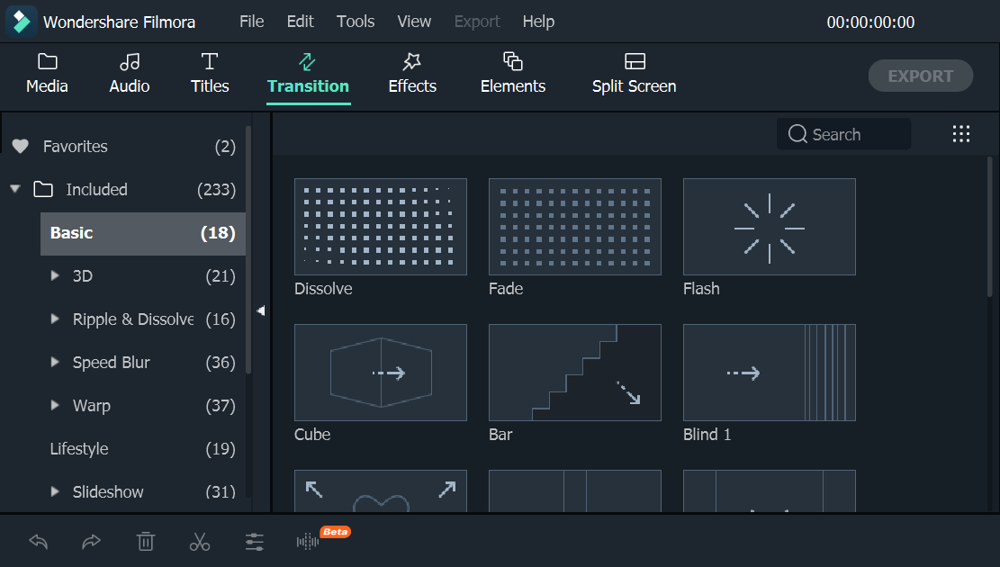 Wondershare Filmora File Edit Tools View Export Help 00:00:00:00
Media Audio Titles Transition Effects Elements Split Screen EXPORT
Favorites (2)
Search
Included (233)
Basic (18)
3D (21)
Ripple & Dissolve (16)
Speed Blur (36)
Warp (37)
Lifestyle (19)
Slideshow (31)
Dissolve Fade Flash
Cube Bar Blind 1
Beta